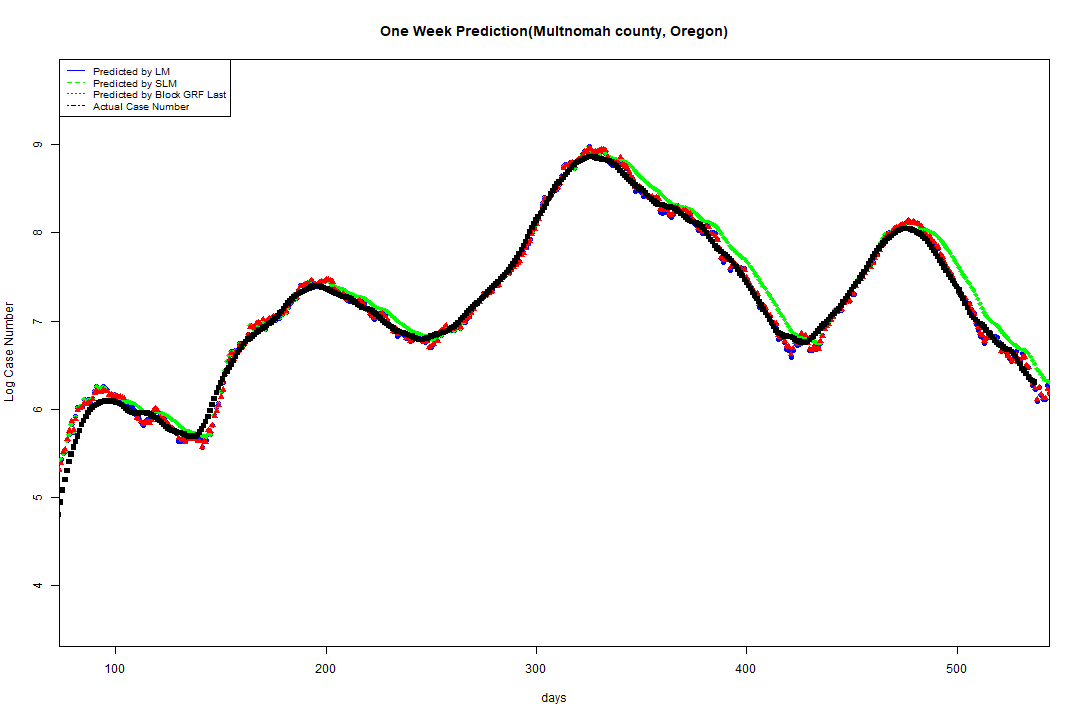 One Week Prediction(Multnomah county, Oregon)
Predicted by LM
Predicted by SLM
Predicted by Block GRF Last
Actual Case Number
9
8
7
6
5
4
Log Case Number
100 200 300 400 500
days